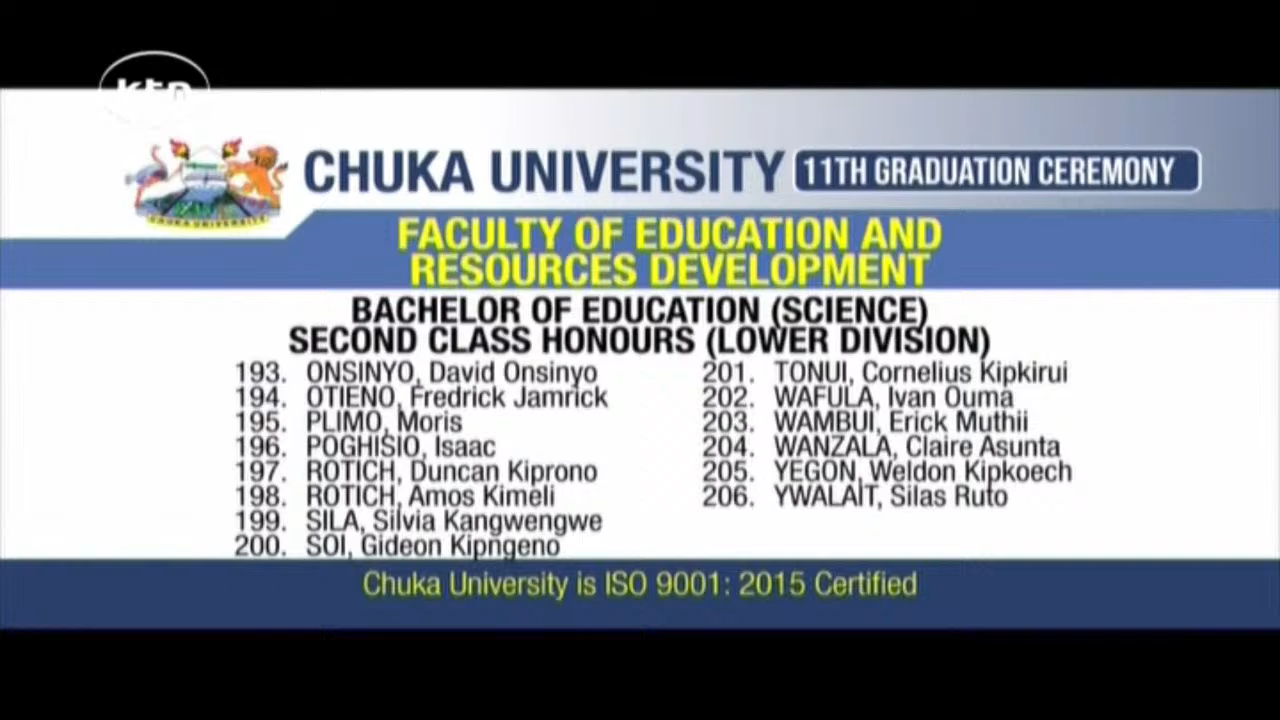 ktn
CHUKA UNIVERSITY
11TH GRADUATION CEREMONY
CHUKA UNIVERSITY
FACULTY OF EDUCATION AND
RESOURCES DEVELOPMENT
BACHELOR OF EDUCATION (SCIENCE)
SECOND CLASS HONOURS (LOWER DIVISION)
193. ONSINYO, David Onsinyo
194. OTIENO, Fredrick Jamrick
195. PLIMO, Moris
196. POGHISIO, Isaac
197. ROTICH, Duncan Kiprono
198. ROTICH, Amos Kimeli
199. SILA, Silvia Kangwengwe
200. SOI, Gideon Kipngeno
201. TONUI, Cornelius Kipkirui
202. WAFULA, Ivan Ouma
203. WAMBUI, Erick Muthii
204. WANZALA, Claire Asunta
205. YEGON, Weldon Kipkoech
206. YWALAIT, Silas Ruto
Chuka University is ISO 9001: 2015 Certified